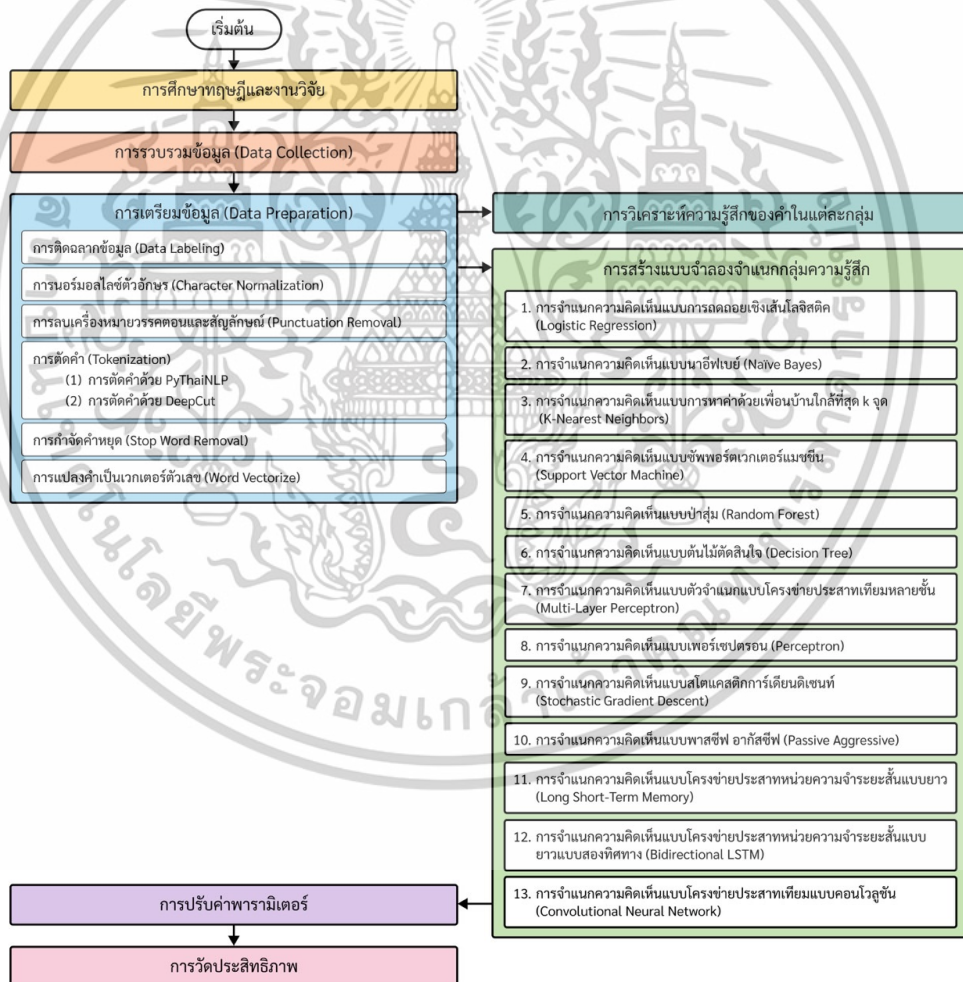 เริ่มต้น
การศึกษาทฤษฎีและงานวิจัย
การรวบรวมข้อมูล (Data Collection)
การเตรียมข้อมูล (Data Preparation)
การติดฉลากข้อมูล (Data Labeling)
การนอร์มอลไลซ์ตัวอักษร (Character Normalization)
การลบเครื่องหมายวรรคตอนและสัญลักษณ์ (Punctuation Removal)
การตัดคำ (Tokenization)
(1) การตัดคำด้วย PyThaiNLP
(2) การตัดคำด้วย DeepCut
การกำจัดคำหยุด (Stop Word Removal)
การแปลงคำเป็นเวกเตอร์ตัวเลข (Word Vectorize)
การวิเคราะห์ความรู้สึกของคำในแต่ละกลุ่ม
การสร้างแบบจำลองจำแนกกลุ่มความรู้สึก
1. การจำแนกความคิดเห็นแบบการถดถอยเชิงเส้นโลจิสติค
(Logistic Regression)
2. การจำแนกความคิดเห็นแบบนาอีฟเบย์ (Naïve Bayes)
3. การจำแนกความคิดเห็นแบบการหาค่าด้วยเพื่อนบ้านใกล้ที่สุด k จุด
(K-Nearest Neighbors)
4. การจำแนกความคิดเห็นแบบซัพพอร์ตเวกเตอร์แมชชีน
(Support Vector Machine)
5. การจำแนกความคิดเห็นแบบป่าสุ่ม (Random Forest)
6. การจำแนกความคิดเห็นแบบต้นไม้ตัดสินใจ (Decision Tree)
7. การจำแนกความคิดเห็นแบบตัวจำแนกแบบโครงข่ายประสาทเทียมหลายชั้น
(Multi-Layer Perceptron)
8. การจำแนกความคิดเห็นแบบเพอร์เซปตรอน (Perceptron)
9. การจำแนกความคิดเห็นแบบสโตแคสติกการ์เดียนดิเซนท์
(Stochastic Gradient Descent)
10. การจำแนกความคิดเห็นแบบพาสซีฟ อากัสซีฟ (Passive Aggressive)
11. การจำแนกความคิดเห็นแบบโครงข่ายประสาทหน่วยความจำระยะสั้นแบบยาว
(Long Short-Term Memory)
12. การจำแนกความคิดเห็นแบบโครงข่ายประสาทหน่วยความจำระยะสั้นแบบ
ยาวแบบสองทิศทาง (Bidirectional LSTM)
13. การจำแนกความคิดเห็นแบบโครงข่ายประสาทเทียมแบบคอนโวลูชัน
(Convolutional Neural Network)
การปรับค่าพารามิเตอร์
การวัดประสิทธิภาพ